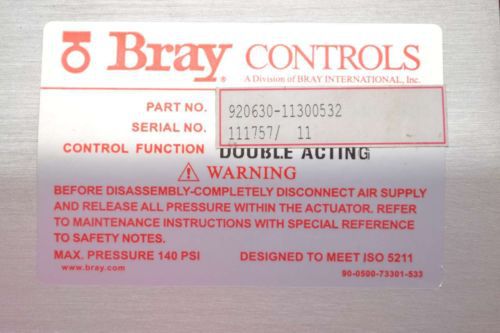 Bray® CONTROLS
A Division of BRAY INTERNATIONAL, Inc.
PART NO. 920630-11300532
SERIAL NO. 111757/ 11
CONTROL FUNCTION DOUBLE ACTING
! WARNING
BEFORE DISASSEMBLY-COMPLETELY DISCONNECT AIR SUPPLY
AND RELEASE ALL PRESSURE WITHIN THE ACTUATOR. REFER
TO MAINTENANCE INSTRUCTIONS WITH SPECIAL REFERENCE
TO SAFETY NOTES.
MAX. PRESSURE 140 PSI DESIGNED TO MEET ISO 5211
www.bray.com 90-0500-73301-533